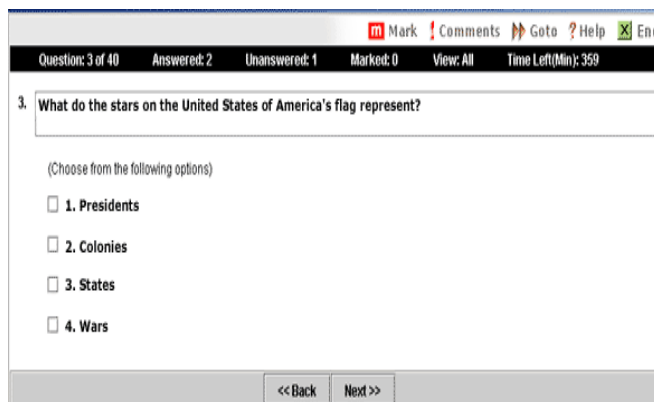 m Mark ! Comments Goto ? Help X En
Question: 3 of 40 Answered: 2 Unanswered: 1 Marked: 0 View: All Time Left(Min): 359
3. What do the stars on the United States of America's flag represent?
(Choose from the following options)
1. Presidents
2. Colonies
3. States
4. Wars
<< Back Next >>